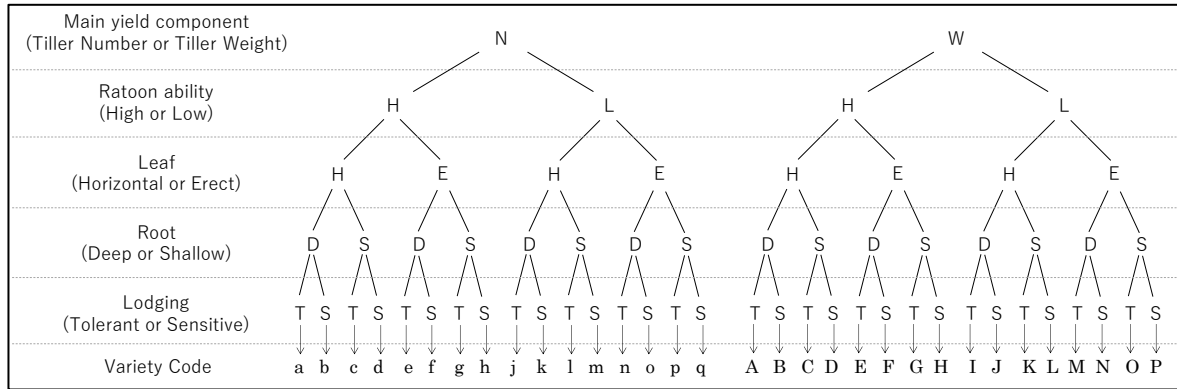 Main yield component
(Tiller Number or Tiller Weight)
N W
Ratoon ability
(High or Low)
H L H L
Leaf
(Horizontal or Erect)
H E H E H E H E
Root
(Deep or Shallow)
D S D S D S D S D S D S D S D S
Lodging
(Tolerant or Sensitive)
T S T S T S T S T S T S T S T S T S T S T S T S T S T S T S T S
Variety Code
a b c d e f g h j k l m n o p q A B C D E F G H I J K L M N O P